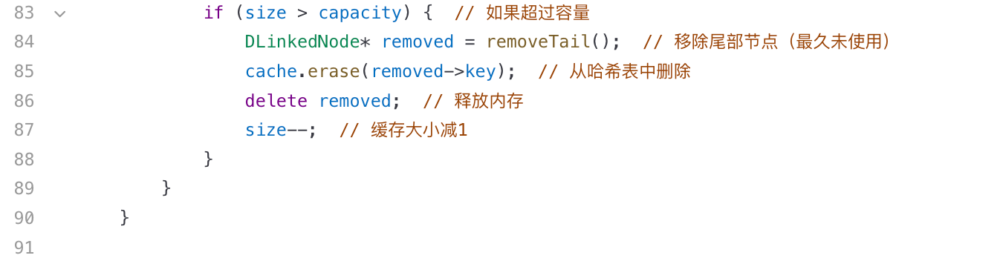 83 if (size > capacity) {  // 如果超过容量
84 DLinkedNode* removed = removeTail();  // 移除尾部节点（最久未使用）
85 cache.erase(removed->key);  // 从哈希表中删除
86 delete removed;  // 释放内存
87 size--;  // 缓存大小减1
88 }
89 }
90 }
91